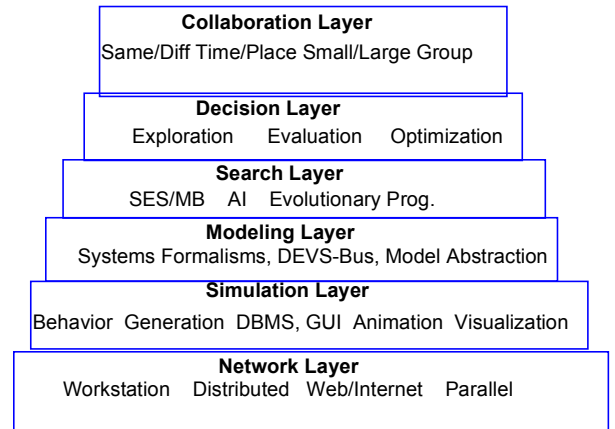 Collaboration Layer
Same/Diff Time/Place Small/Large Group
Decision Layer
Exploration Evaluation Optimization
Search Layer
SES/MB AI Evolutionary Prog.
Modeling Layer
Systems Formalisms, DEVS-Bus, Model Abstraction
Simulation Layer
Behavior Generation DBMS, GUI Animation Visualization
Network Layer
Workstation Distributed Web/Internet Parallel